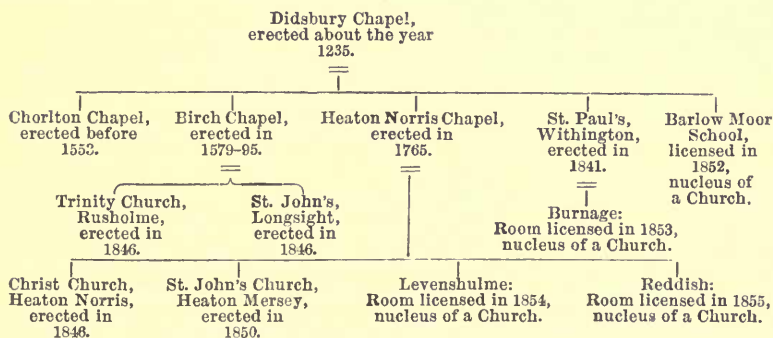 Didsbury Chapel,
erected about the year
1235.
Chorlton Chapel,
erected before
1553.
Birch Chapel,
erected in
1579-95.
Heaton Norris Chapel,
erected in
1765.
St. Paul's,
Withington,
erected in
1841.
Barlow Moor
School,
licensed in
1852,
nucleus of
a Church.
Trinity Church,
Rusholme,
erected in
1846.
St. John's,
Longsight,
erected in
1846.
Burnage:
Room licensed in 1853,
nucleus of a Church.
Christ Church,
Heaton Norris,
erected in
1846.
St. John's Church,
Heaton Mersey,
erected in
1850.
Levenshulme:
Room licensed in 1854,
nucleus of a Church.
Reddish:
Room licensed in 1855,
nucleus of a Church.